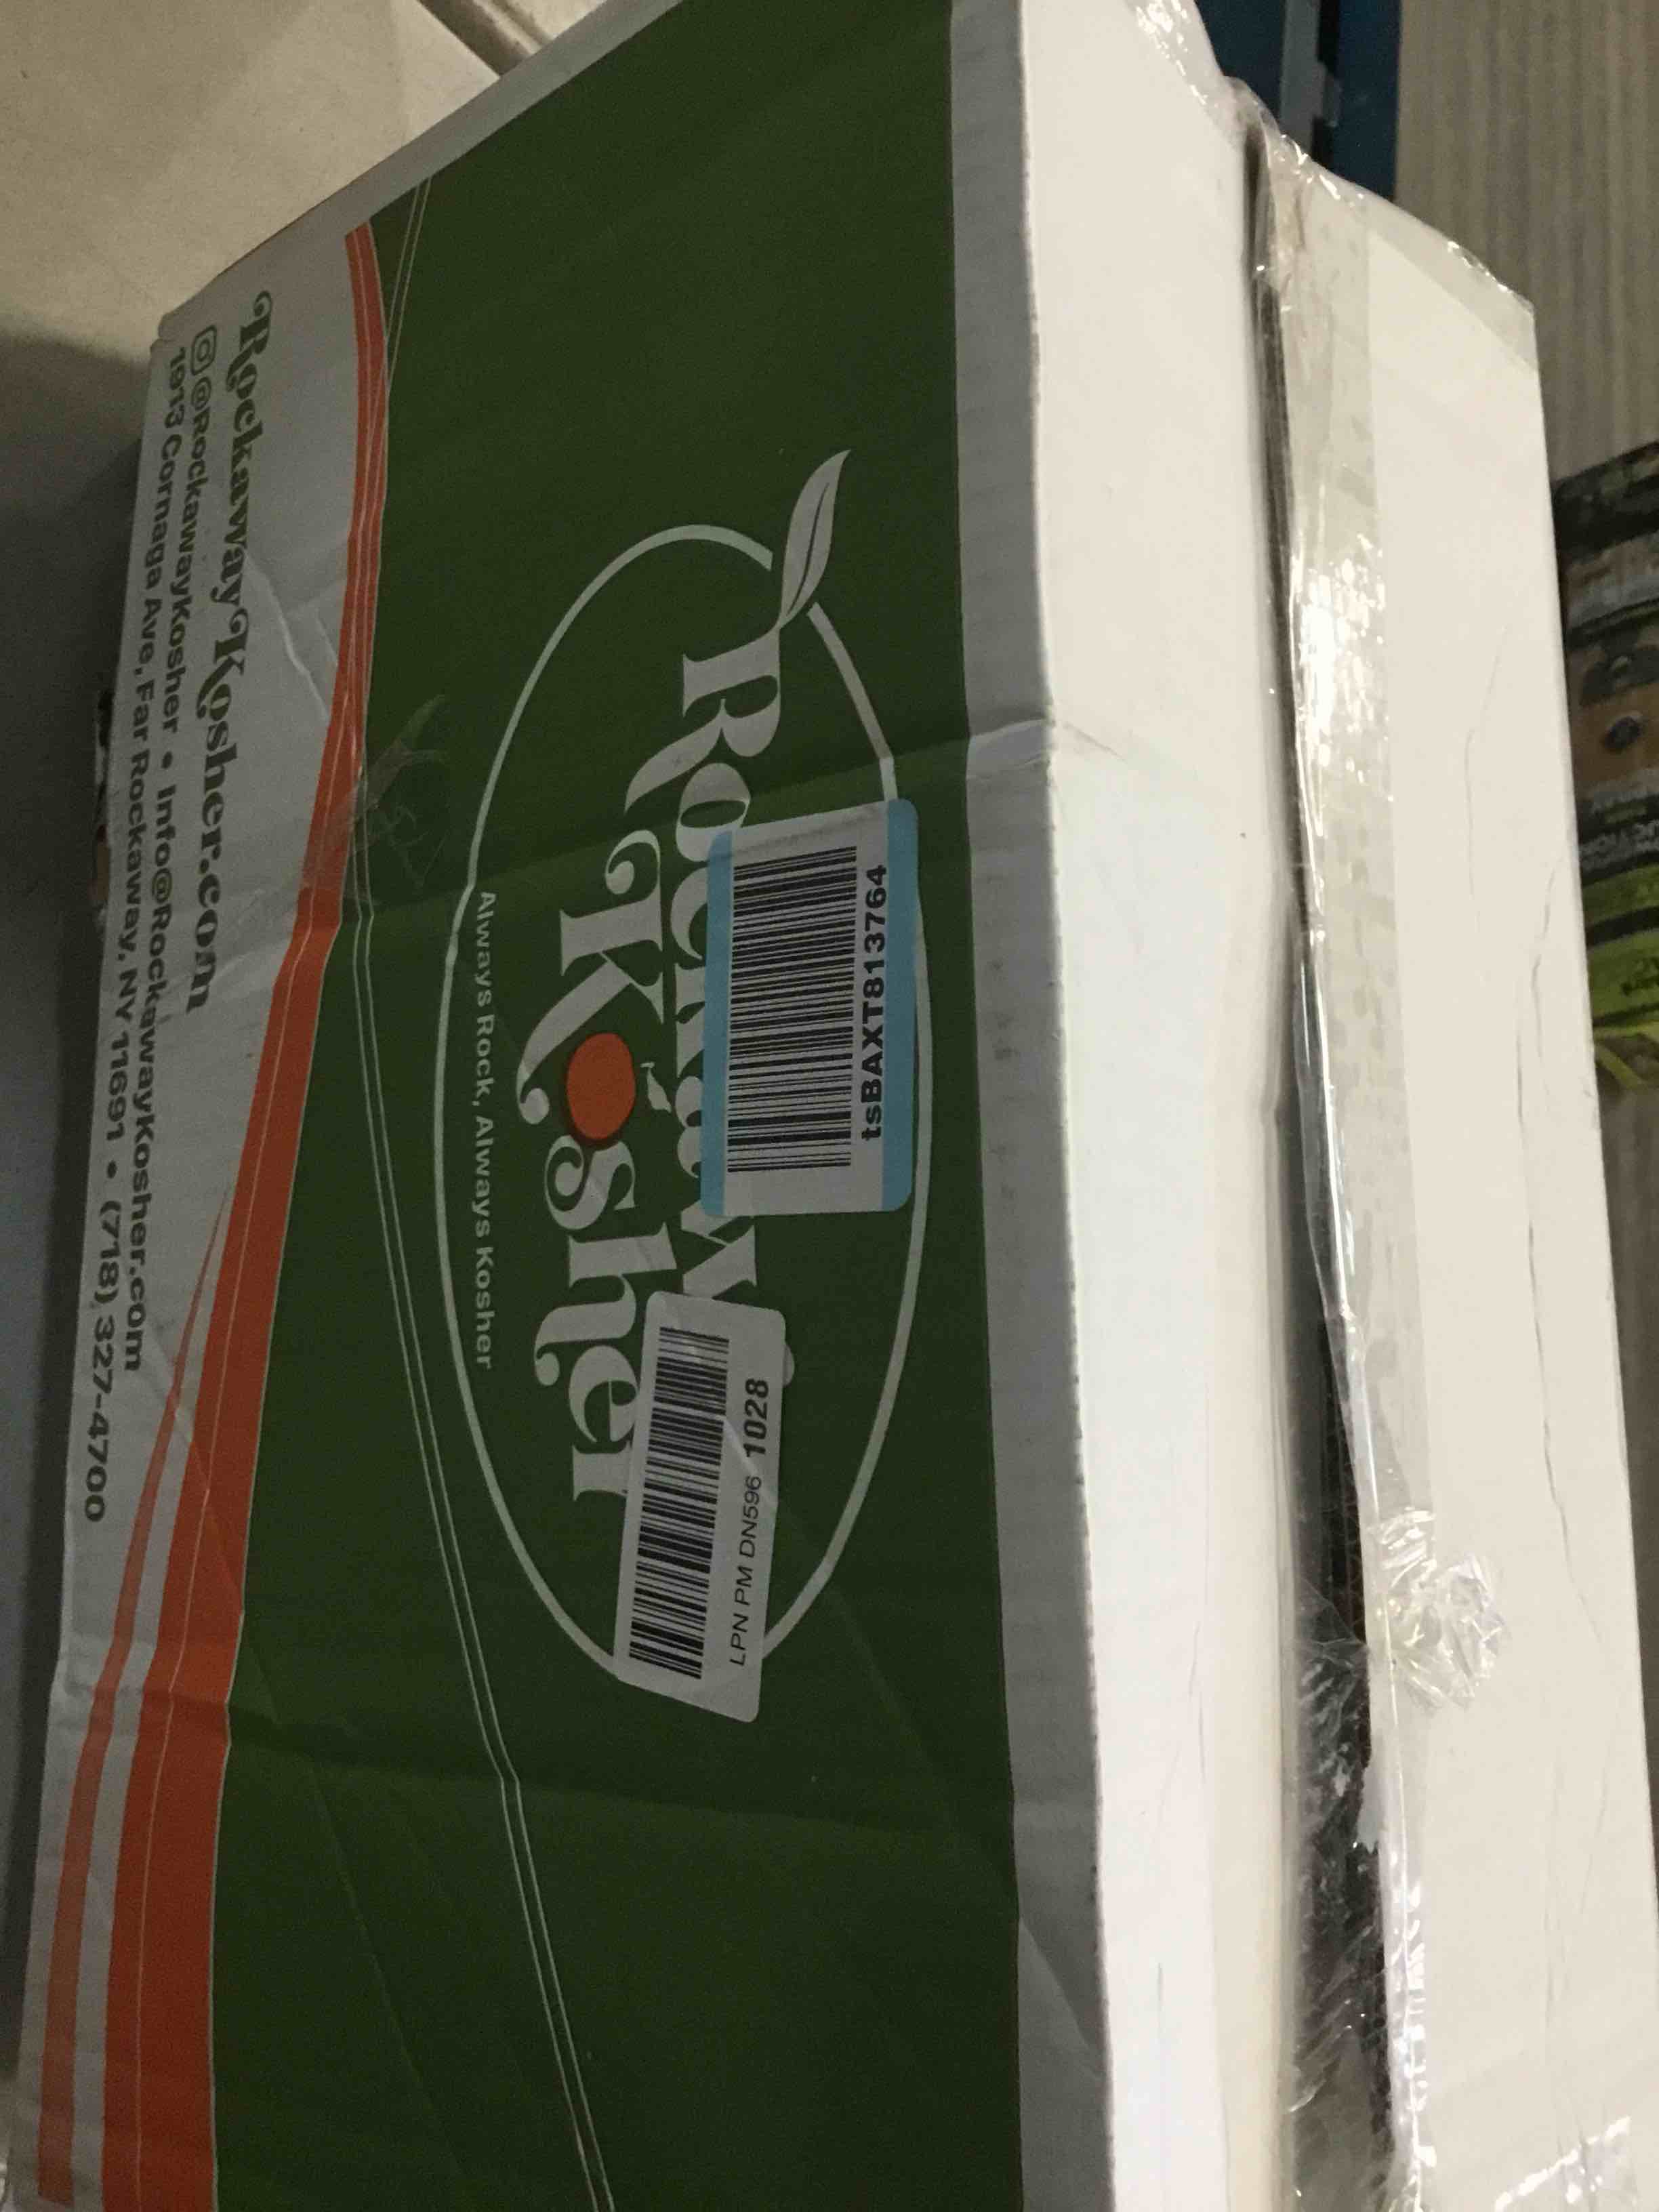 Rockaway
Kosher
Always Rock, Always Kosher
tsBAXT813764
LPN PM DN596 1028
RockawayKosher.com
@RockawayKosher • Info@RockawayKosher.com
1913 Cornaga Ave, Far Rockaway, NY 11691 • (718) 327-4700